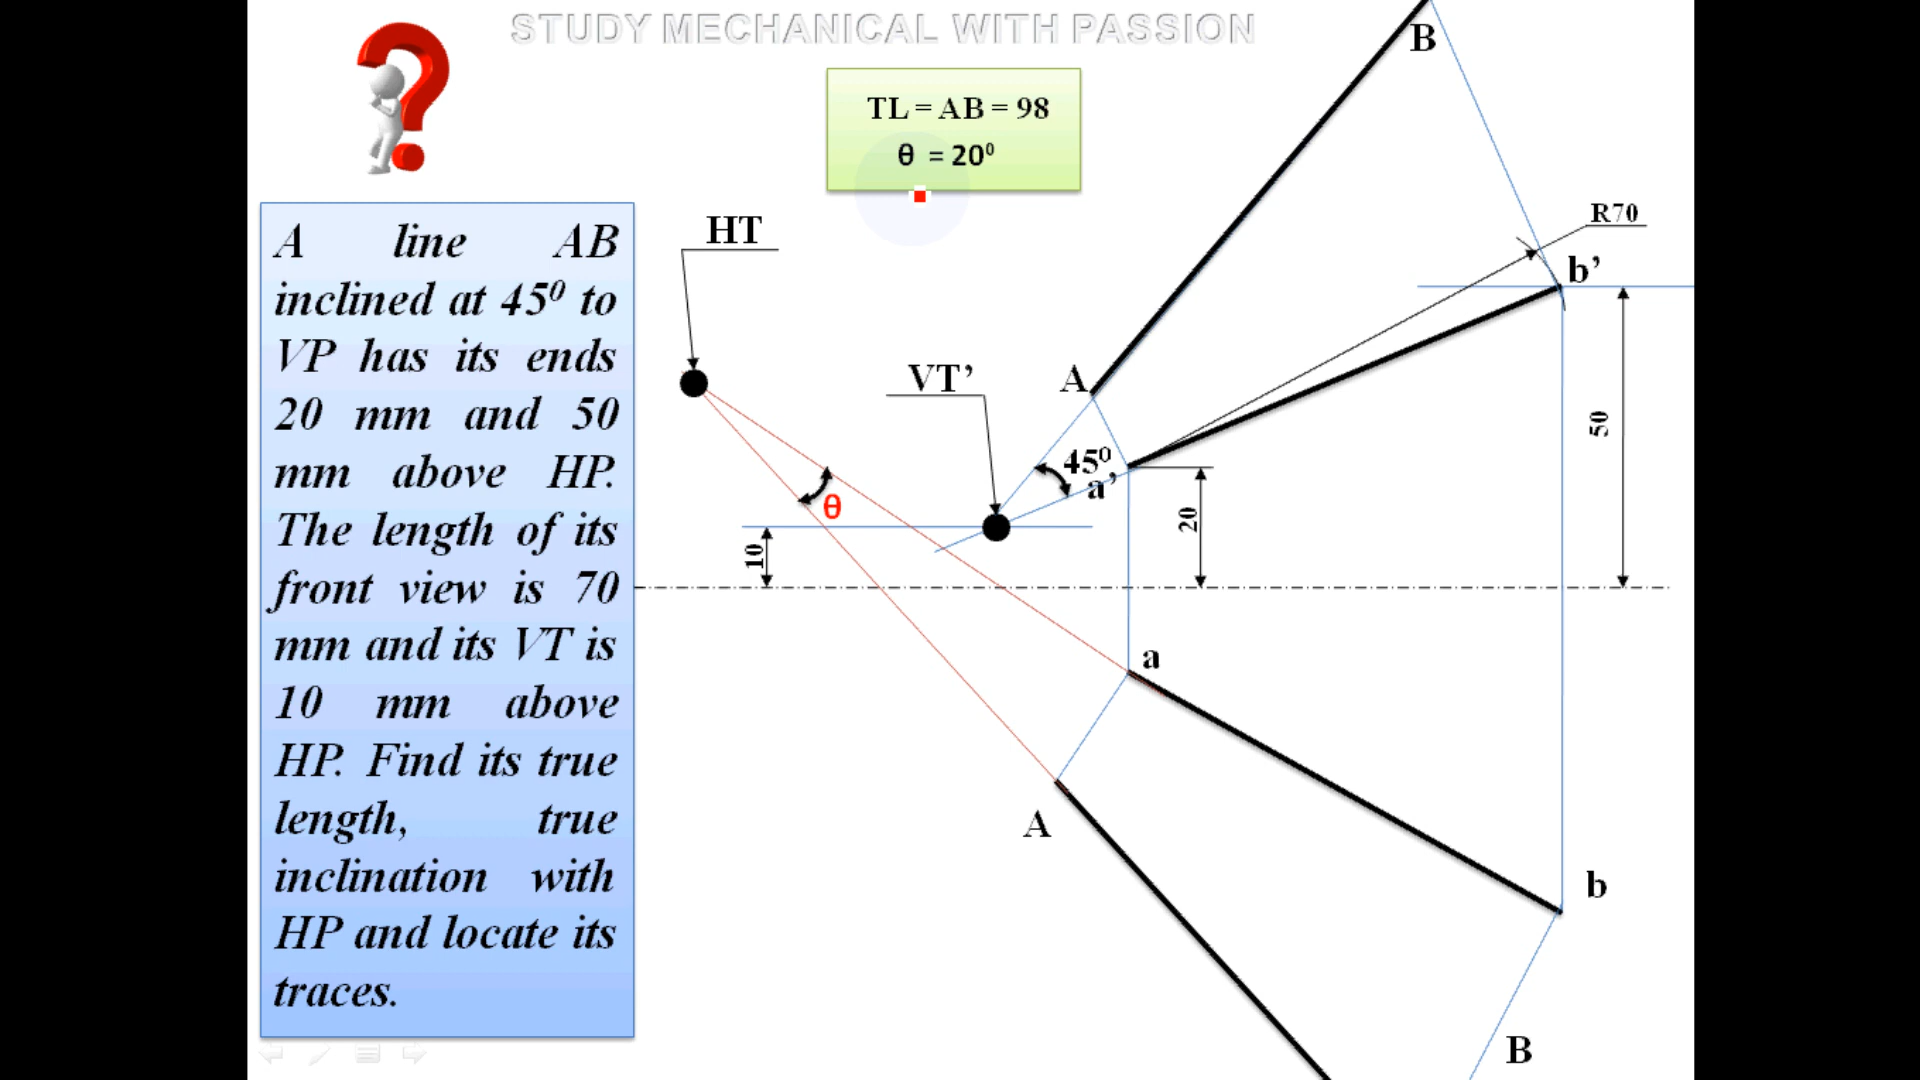 STUDY MECHANICAL WITH PASSION
TL = AB = 98
θ = 20⁰
A line AB
inclined at 45⁰ to
VP has its ends
20 mm and 50
mm above HP.
The length of its
front view is 70
mm and its VT is
10 mm above
HP. Find its true
length, true
inclination with
HP and locate its
traces.
B
R70
HT
b’
VT’
A
50
45⁰
a’
θ
20
10
a
A
b
B